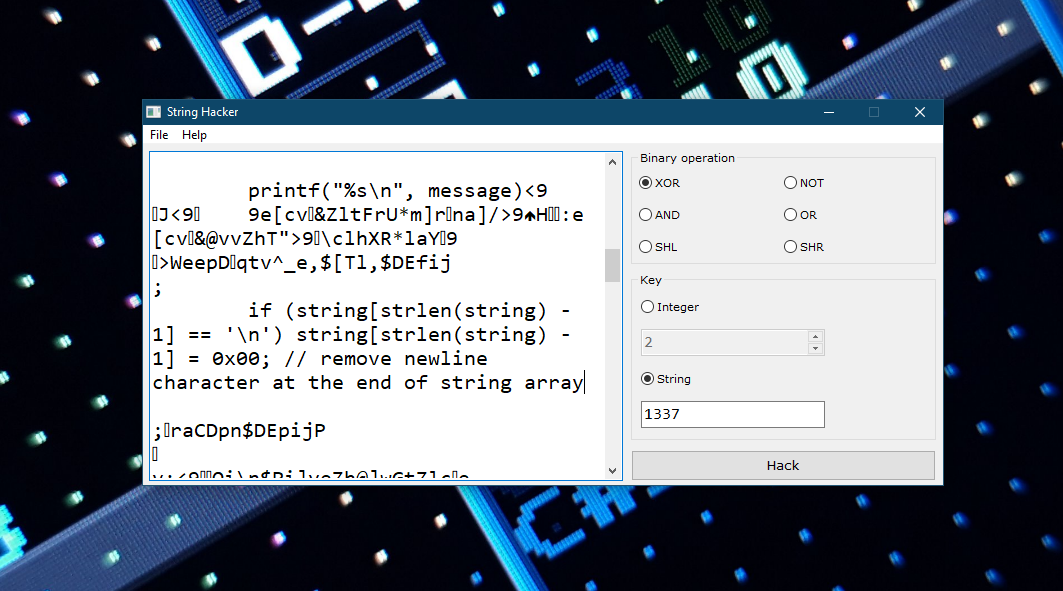 String Hacker
File Help
Binary operation
XOR
NOT
AND
OR
SHL
SHR
Key
Integer
2
String
1337
Hack
printf("%s\n", message)<9
J<9 9e[cv&ZltFrU*m]rna]/>9♠H:e
[cv&@vvZhT">9\clhXR*laY9
>WeepDqtv^_e,$[Tl,$DEfij
;
if (string[strlen(string) -
1] == '\n') string[strlen(string) -
1] = 0x00; // remove newline
character at the end of string array
;raCDpn$DEpijP